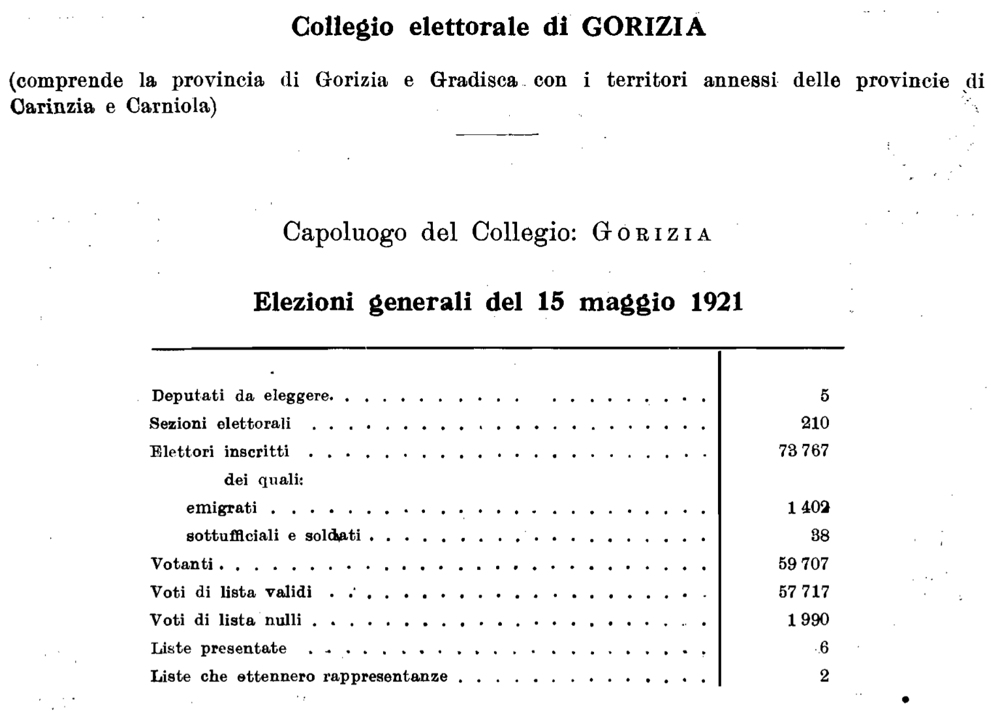 Collegio elettorale di GORIZIA
(comprende la provincia di Gorizia e Gradisca con i territori annessi delle provincie di
Carinzia e Carniola)
Capoluogo del Collegio: GORIZIA
Elezioni generali del 15 maggio 1921
Deputati da eleggere. . . . . . . . . . . . . . . . . . . . 5
Sezioni elettorali . . . . . . . . . . . . . . . . . . . . . . 210
Elettori inscritti . . . . . . . . . . . . . . . . . . . . . . 73 767
dei quali:
emigrati . . . . . . . . . . . . . . . . . . . . . . . . 1 402
sottufficiali e soldati . . . . . . . . . . . . . . . . . . . 38
Votanti . . . . . . . . . . . . . . . . . . . . . . . . . . . 59 707
Voti di lista validi . . . . . . . . . . . . . . . . . . . . . 57 717
Voti di lista nulli . . . . . . . . . . . . . . . . . . . . . . 1 990
Liste presentate . . . . . . . . . . . . . . . . . . . . . . 6
Liste che ottennero rappresentanze . . . . . . . . . . . . . . 2